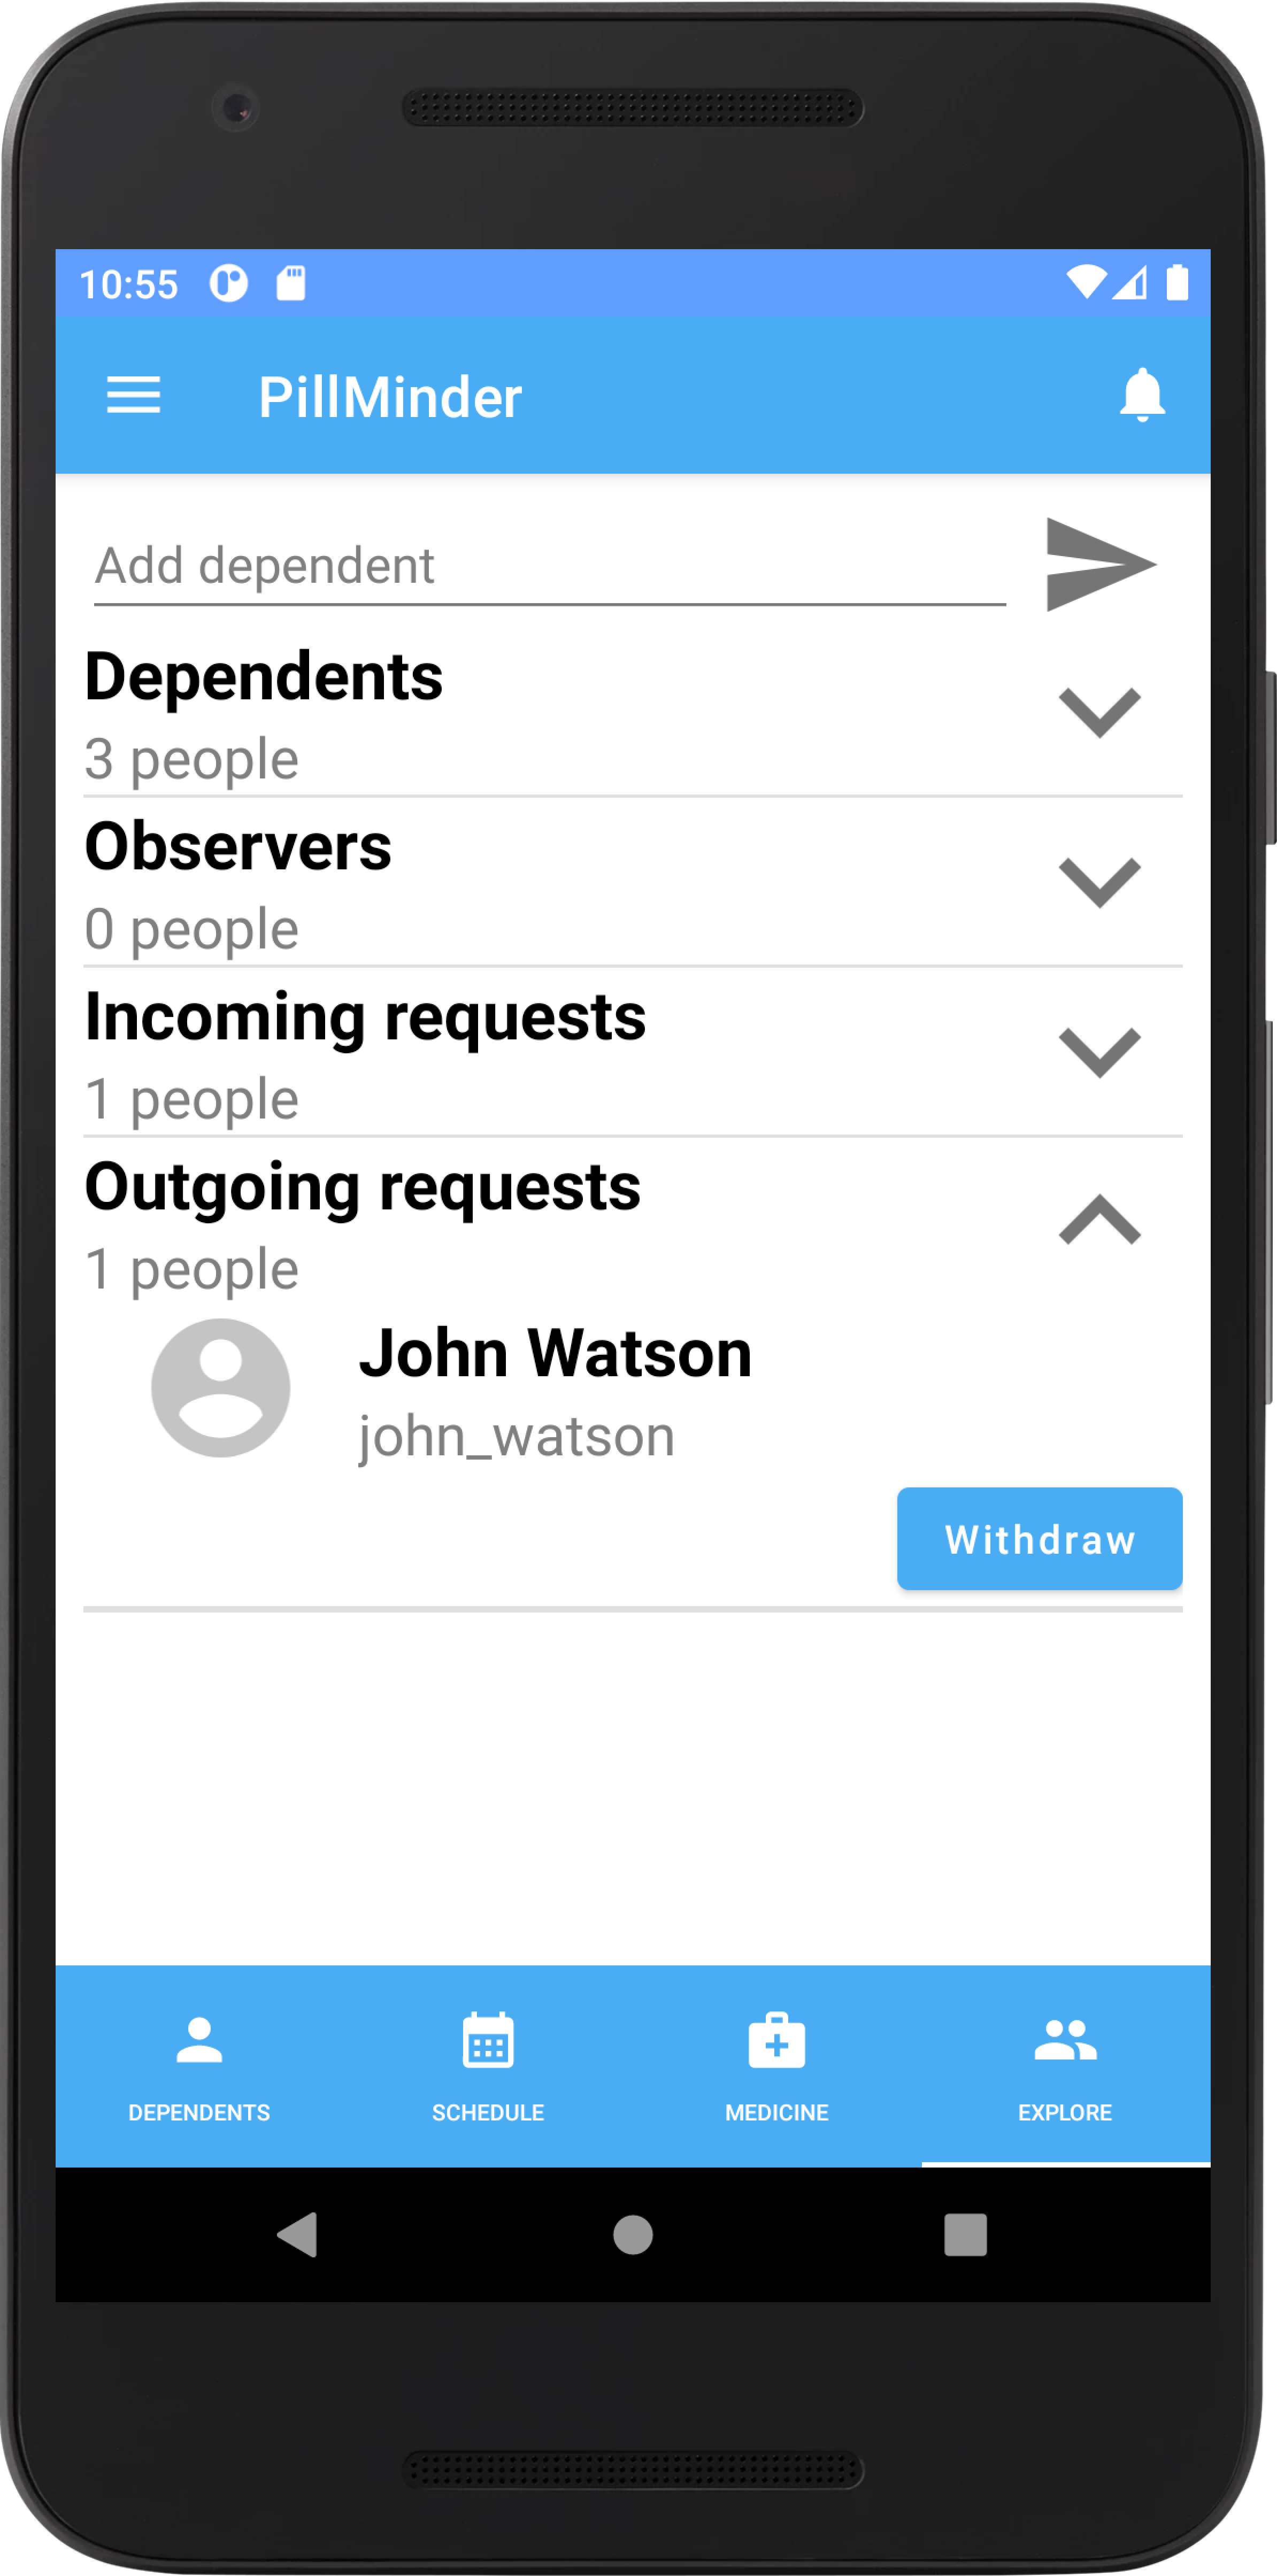 10:55
PillMinder
Add dependent
Dependents
3 people
Observers
0 people
Incoming requests
1 people
Outgoing requests
1 people
John Watson
john_watson
Withdraw
DEPENDENTS SCHEDULE MEDICINE EXPLORE